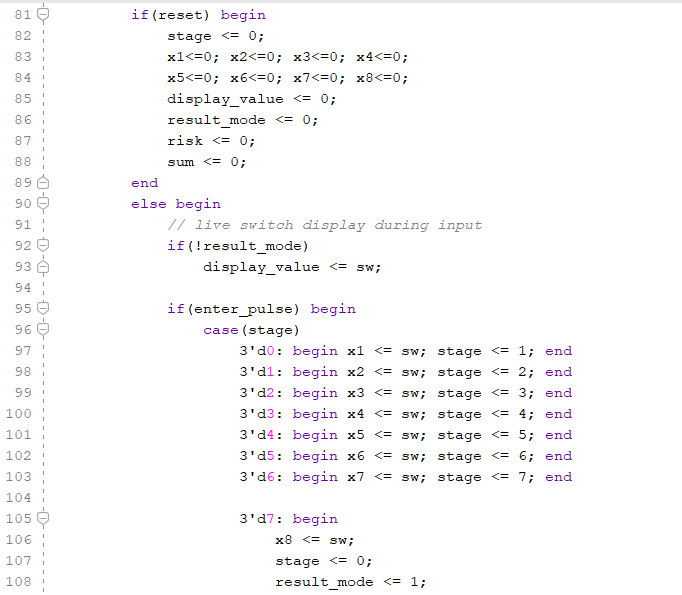 81 if(reset) begin
82 stage <= 0;
83 x1<=0; x2<=0; x3<=0; x4<=0;
84 x5<=0; x6<=0; x7<=0; x8<=0;
85 display_value <= 0;
86 result_mode <= 0;
87 risk <= 0;
88 sum <= 0;
89 end
90 else begin
91 // live switch display during input
92 if(!result_mode)
93 display_value <= sw;
94
95 if(enter_pulse) begin
96 case(stage)
97 3'd0: begin x1 <= sw; stage <= 1; end
98 3'd1: begin x2 <= sw; stage <= 2; end
99 3'd2: begin x3 <= sw; stage <= 3; end
100 3'd3: begin x4 <= sw; stage <= 4; end
101 3'd4: begin x5 <= sw; stage <= 5; end
102 3'd5: begin x6 <= sw; stage <= 6; end
103 3'd6: begin x7 <= sw; stage <= 7; end
104
105 3'd7: begin
106 x8 <= sw;
107 stage <= 0;
108 result_mode <= 1;